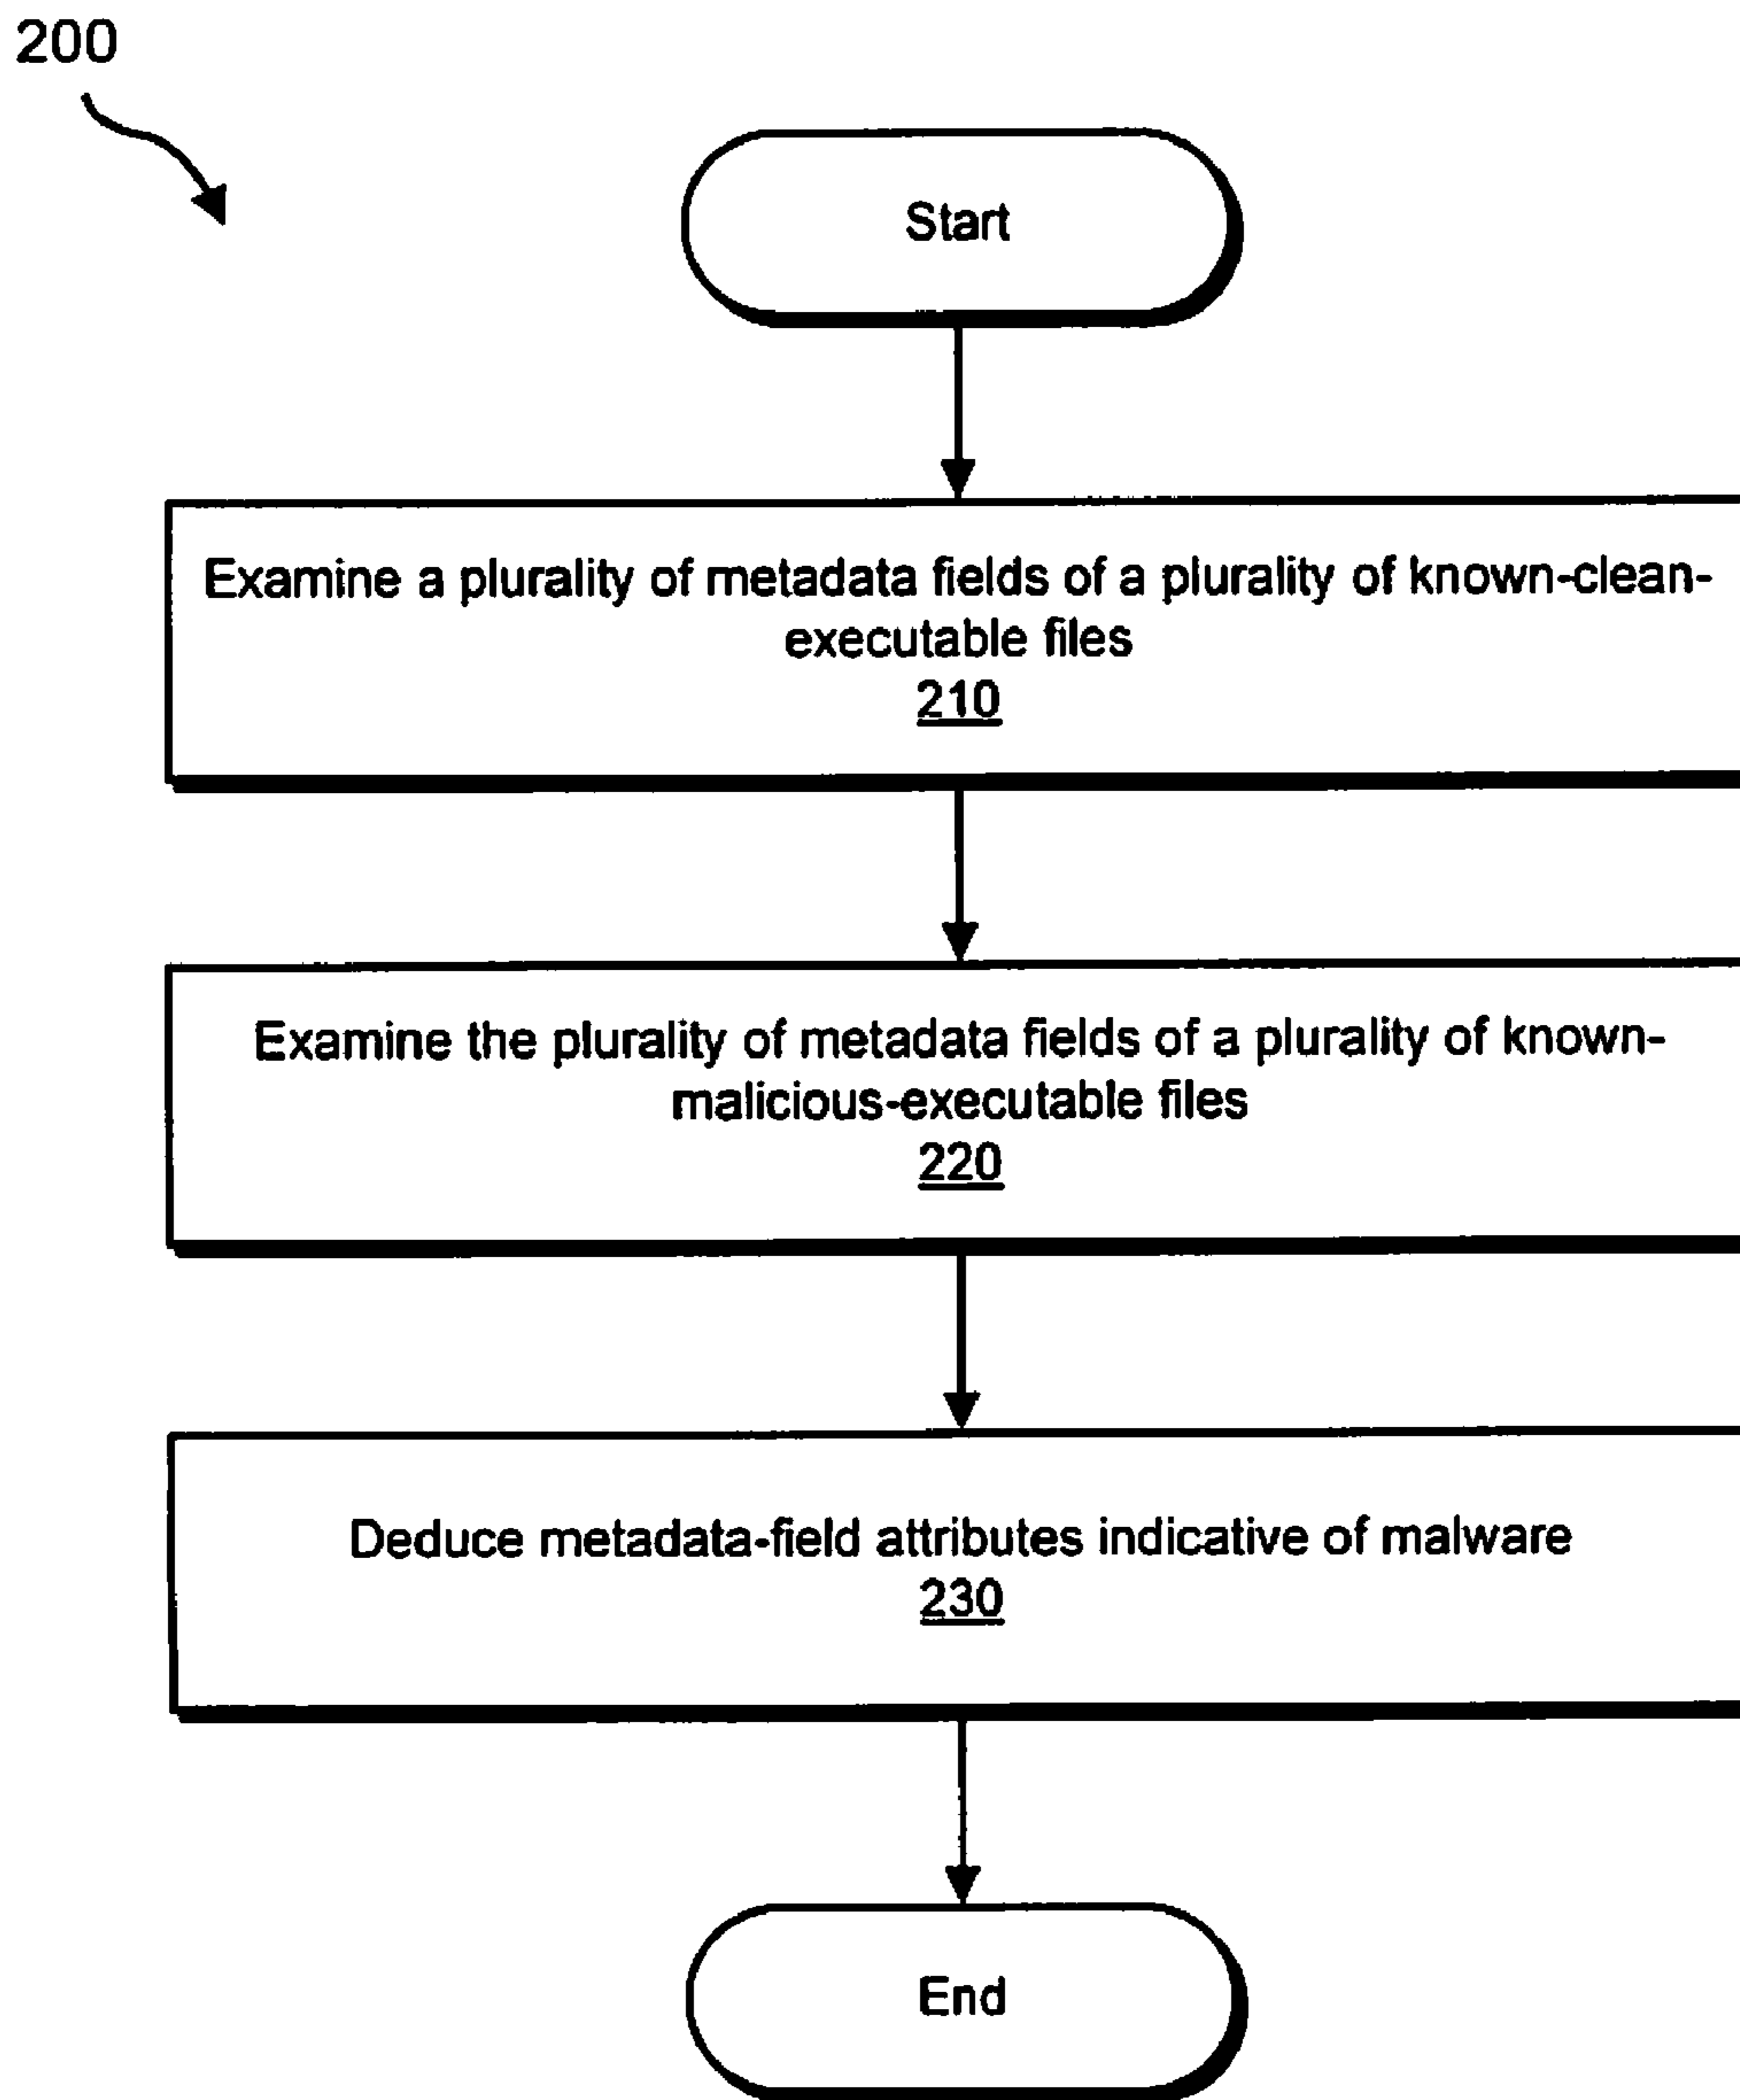 200
Start
Examine a plurality of metadata fields of a plurality of known-clean-
executable files
210
Examine the plurality of metadata fields of a plurality of known-
malicious-executable files
220
Deduce metadata-field attributes indicative of malware
230
End